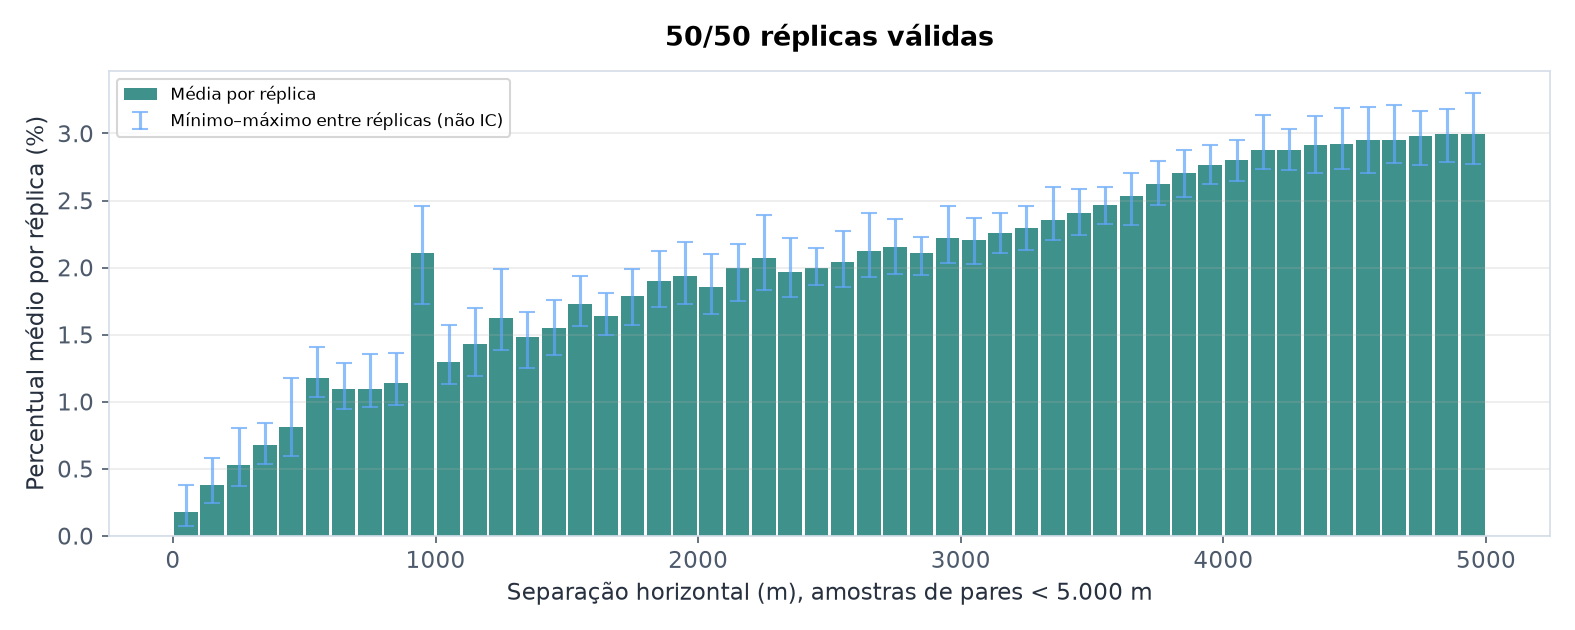 50/50 réplicas válidas
Média por réplica
Mínimo–máximo entre réplicas (não IC)
Percentual médio por réplica (%)
3.0
2.5
2.0
1.5
1.0
0.5
0.0
0
1000
2000
3000
4000
5000
Separação horizontal (m), amostras de pares < 5.000 m